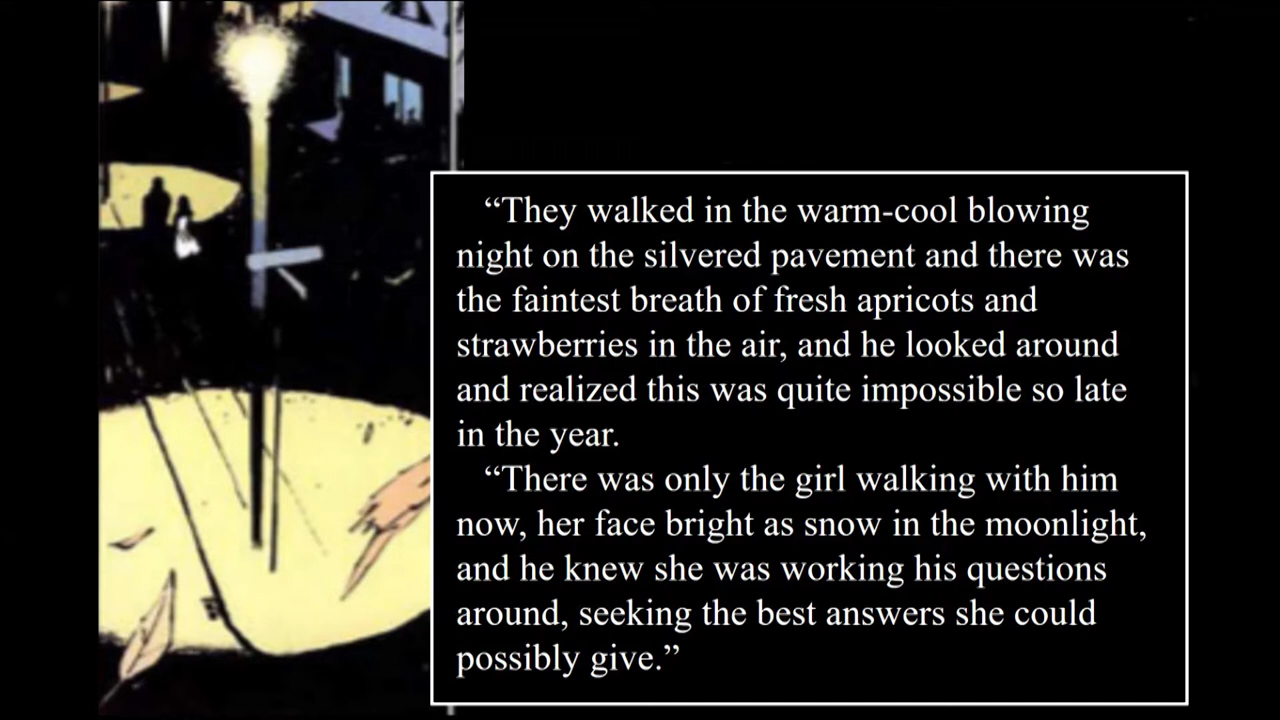 “They walked in the warm-cool blowing
night on the silvered pavement and there was
the faintest breath of fresh apricots and
strawberries in the air, and he looked around
and realized this was quite impossible so late
in the year.
“There was only the girl walking with him
now, her face bright as snow in the moonlight,
and he knew she was working his questions
around, seeking the best answers she could
possibly give.”